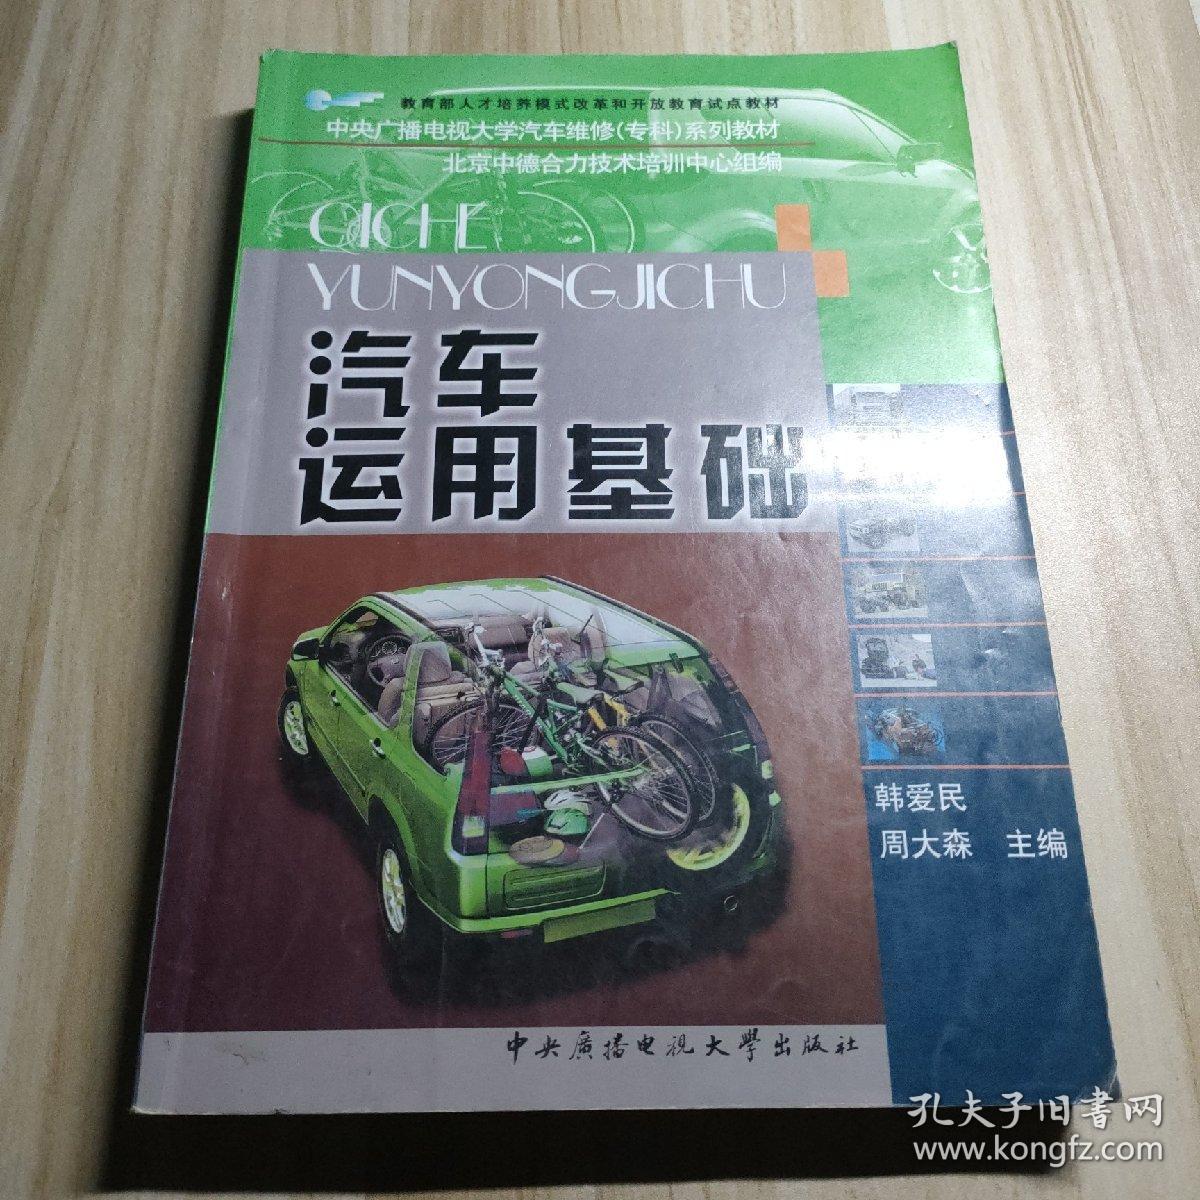 教育部人才培养模式改革和开放教育试点教材
中央广播电视大学汽车维修(专科)系列教材
北京中德合力技术培训中心组编
QICHE
YUNYONGJICHU
汽车
运用基础
韩爱民
周大森 主编
中央廣播电视大學出版社
孔夫子旧书网
www.kongfz.com